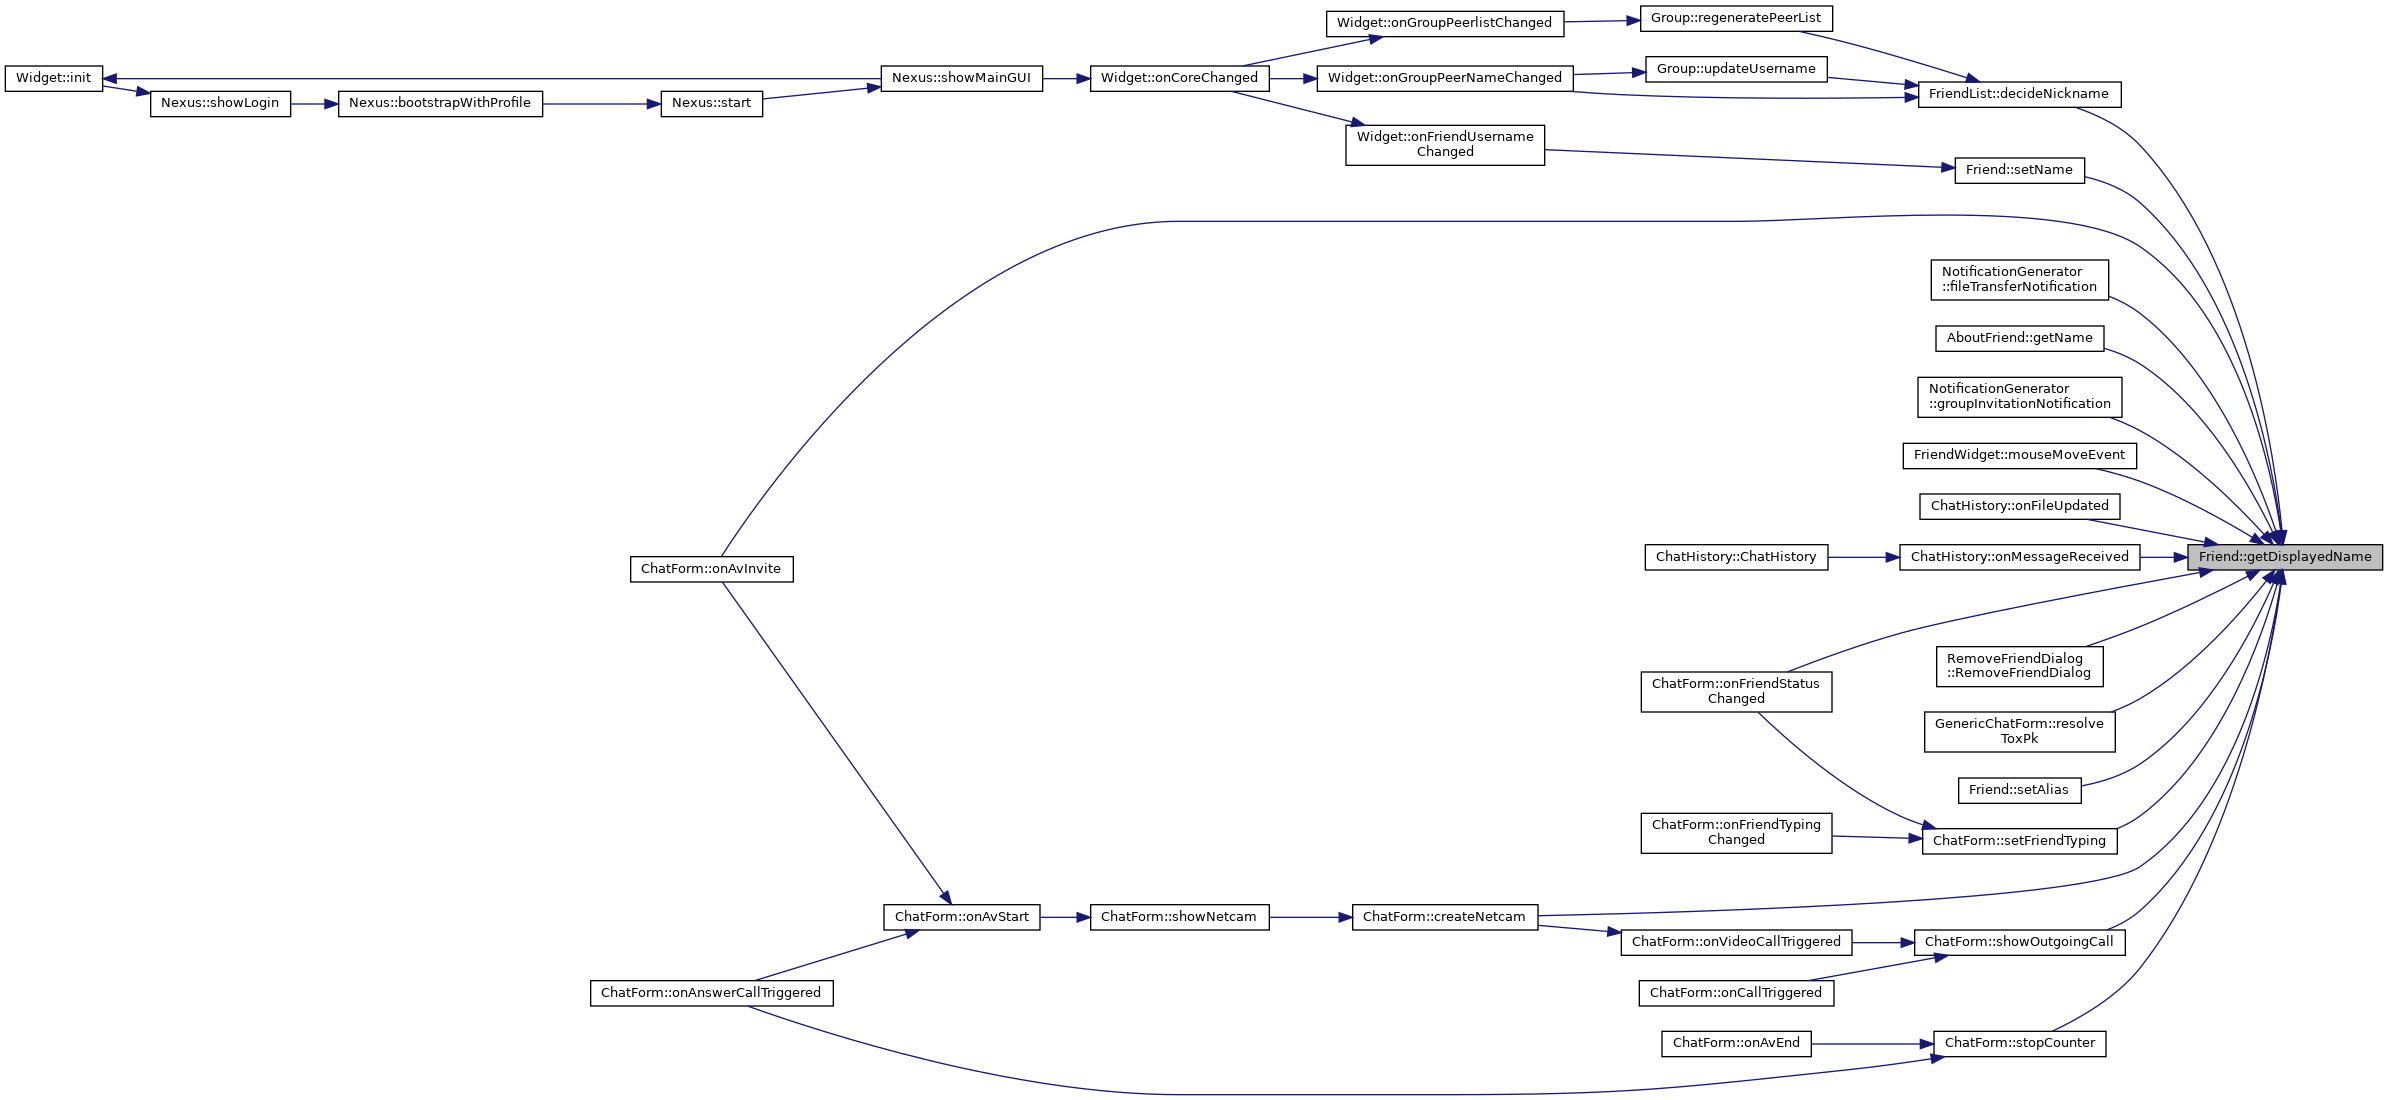 Widget::init
Nexus::showLogin
Nexus::bootstrapWithProfile
Nexus::start
Nexus::showMainGUI
Widget::onCoreChanged
Widget::onGroupPeerlistChanged
Widget::onGroupPeerNameChanged
Widget::onFriendUsername
Changed
Group::regeneratePeerList
Group::updateUsername
FriendList::decideNickname
Friend::setName
NotificationGenerator
::fileTransferNotification
AboutFriend::getName
NotificationGenerator
::groupInvitationNotification
FriendWidget::mouseMoveEvent
ChatHistory::onFileUpdated
ChatHistory::ChatHistory
ChatHistory::onMessageReceived
Friend::getDisplayedName
ChatForm::onAvInvite
RemoveFriendDialog
::RemoveFriendDialog
ChatForm::onFriendStatus
Changed
GenericChatForm::resolve
ToxPk
Friend::setAlias
ChatForm::onFriendTyping
Changed
ChatForm::setFriendTyping
ChatForm::onAvStart
ChatForm::showNetcam
ChatForm::createNetcam
ChatForm::onVideoCallTriggered
ChatForm::showOutgoingCall
ChatForm::onAnswerCallTriggered
ChatForm::onCallTriggered
ChatForm::onAvEnd
ChatForm::stopCounter